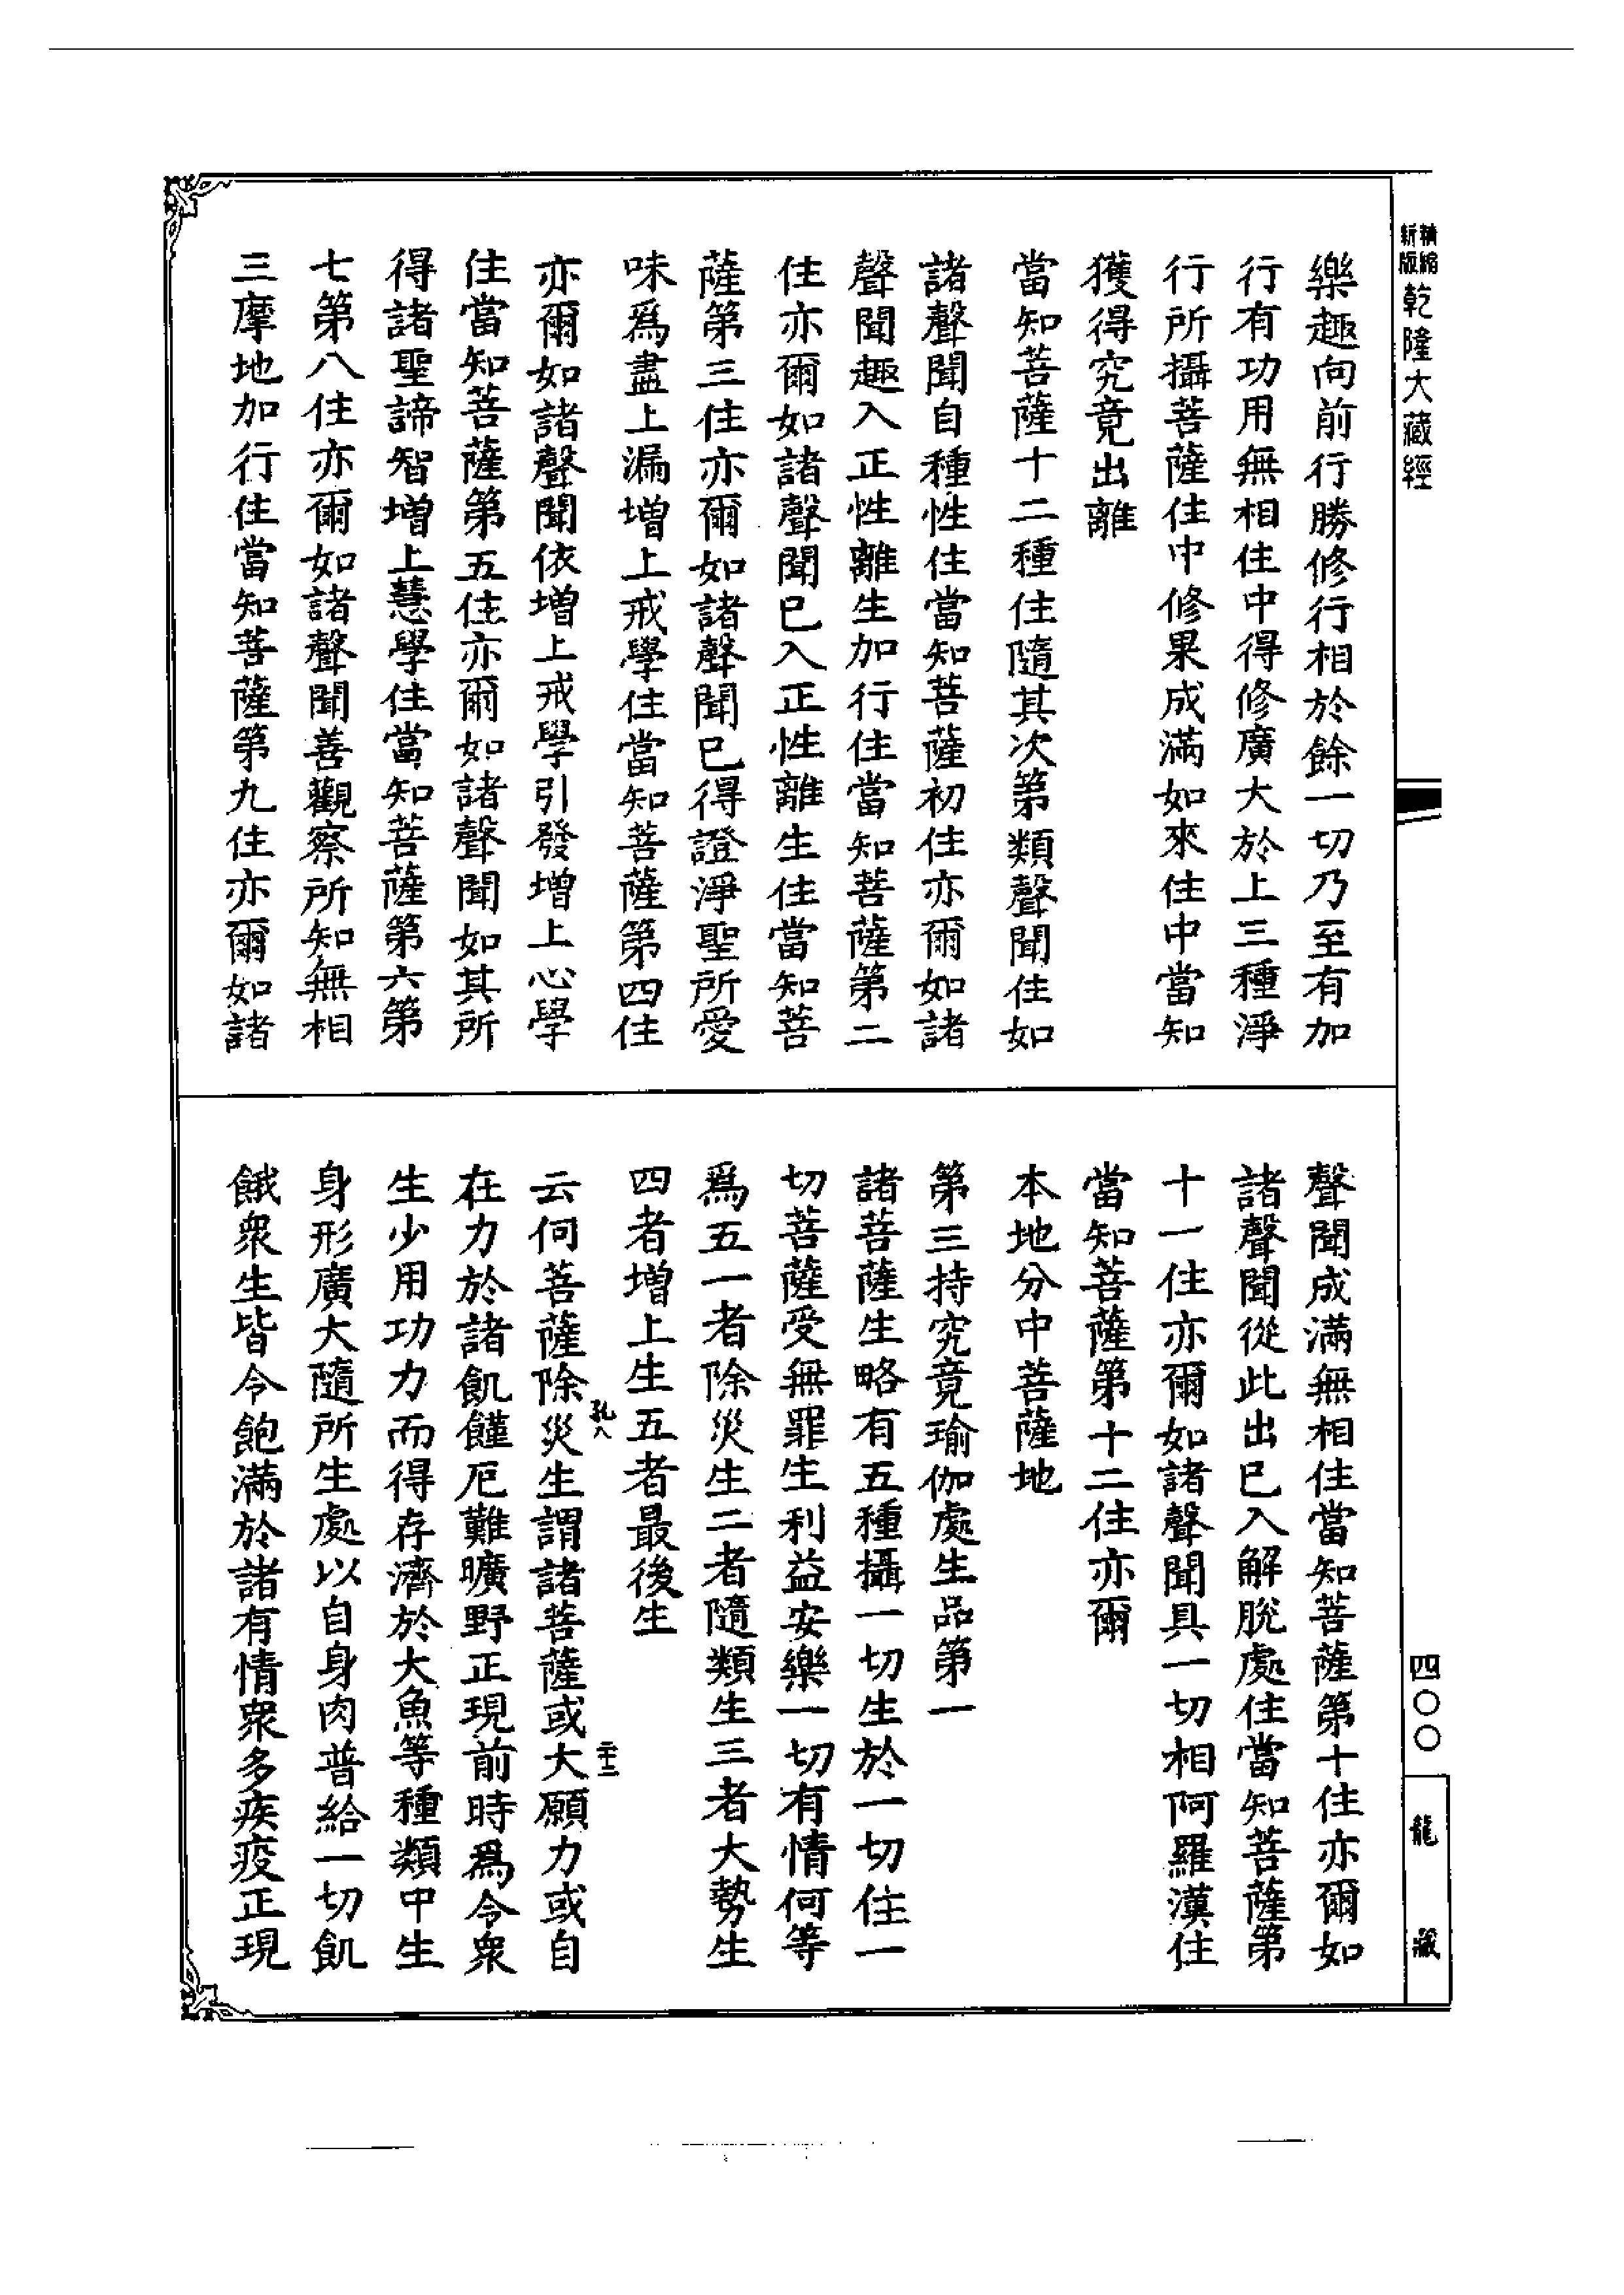 精縮新版乾隆大藏經
樂趣向前行勝修行相於餘一切乃至有加
行有功用無相住中得修廣大於上三種淨
行所攝菩薩住中修果成滿如來住中當知
獲得究竟出離
當知菩薩十二種住隨其次第類聲聞住如
諸聲聞自種性住當知菩薩初住亦爾如諸
聲聞趣入正性離生加行住當知菩薩第二
住亦爾如諸聲聞已入正性離生住當知菩
薩第三住亦爾如諸聲聞已得證淨聖所愛
味爲盡上漏增上戒學住當知菩薩第四住
亦爾如諸聲聞依增上戒學引發增上心學
住當知菩薩第五住亦爾如諸聲聞如其所
得諸聖諦智增上慧學住當知菩薩第六第
七第八住亦爾如諸聲聞善觀察所知無相
三摩地加行住當知菩薩第九住亦爾如諸
聲聞成滿無相住當知菩薩第十住亦爾如
諸聲聞從此出已入解脫處住當知菩薩第
十一住亦爾如諸聲聞具一切相阿羅漢住
當知菩薩第十二住亦爾
本地分中菩薩地
第三持究竟瑜伽處生品第一
諸菩薩生略有五種攝一切生於一切住一
切菩薩受無罪生利益安樂一切有情何等
爲五一者除災生二者隨類生三者大勢生
四者增上生五者最後生
云何菩薩除災生謂諸菩薩或大願力或自
在力於諸飢饉厄難曠野正現前時爲令衆
生少用功力而得存濟於大魚等種類中生
身形廣大隨所生處以自身肉普給一切飢
餓衆生皆令飽滿於諸有情衆多疾疫正現
四〇〇
龍藏